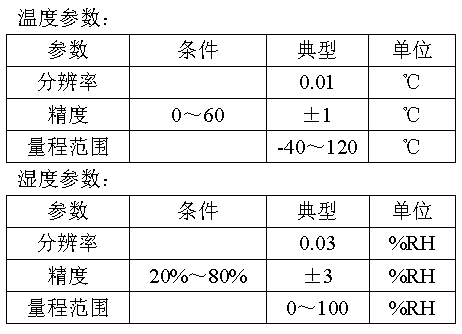 温度参数：
参数 条件 典型 单位
分辨率 0.01 ℃
精度 0～60 ±1 ℃
量程范围 -40～120 ℃
湿度参数：
参数 条件 典型 单位
分辨率 0.03 %RH
精度 20%～80% ±3 %RH
量程范围 0～100 %RH